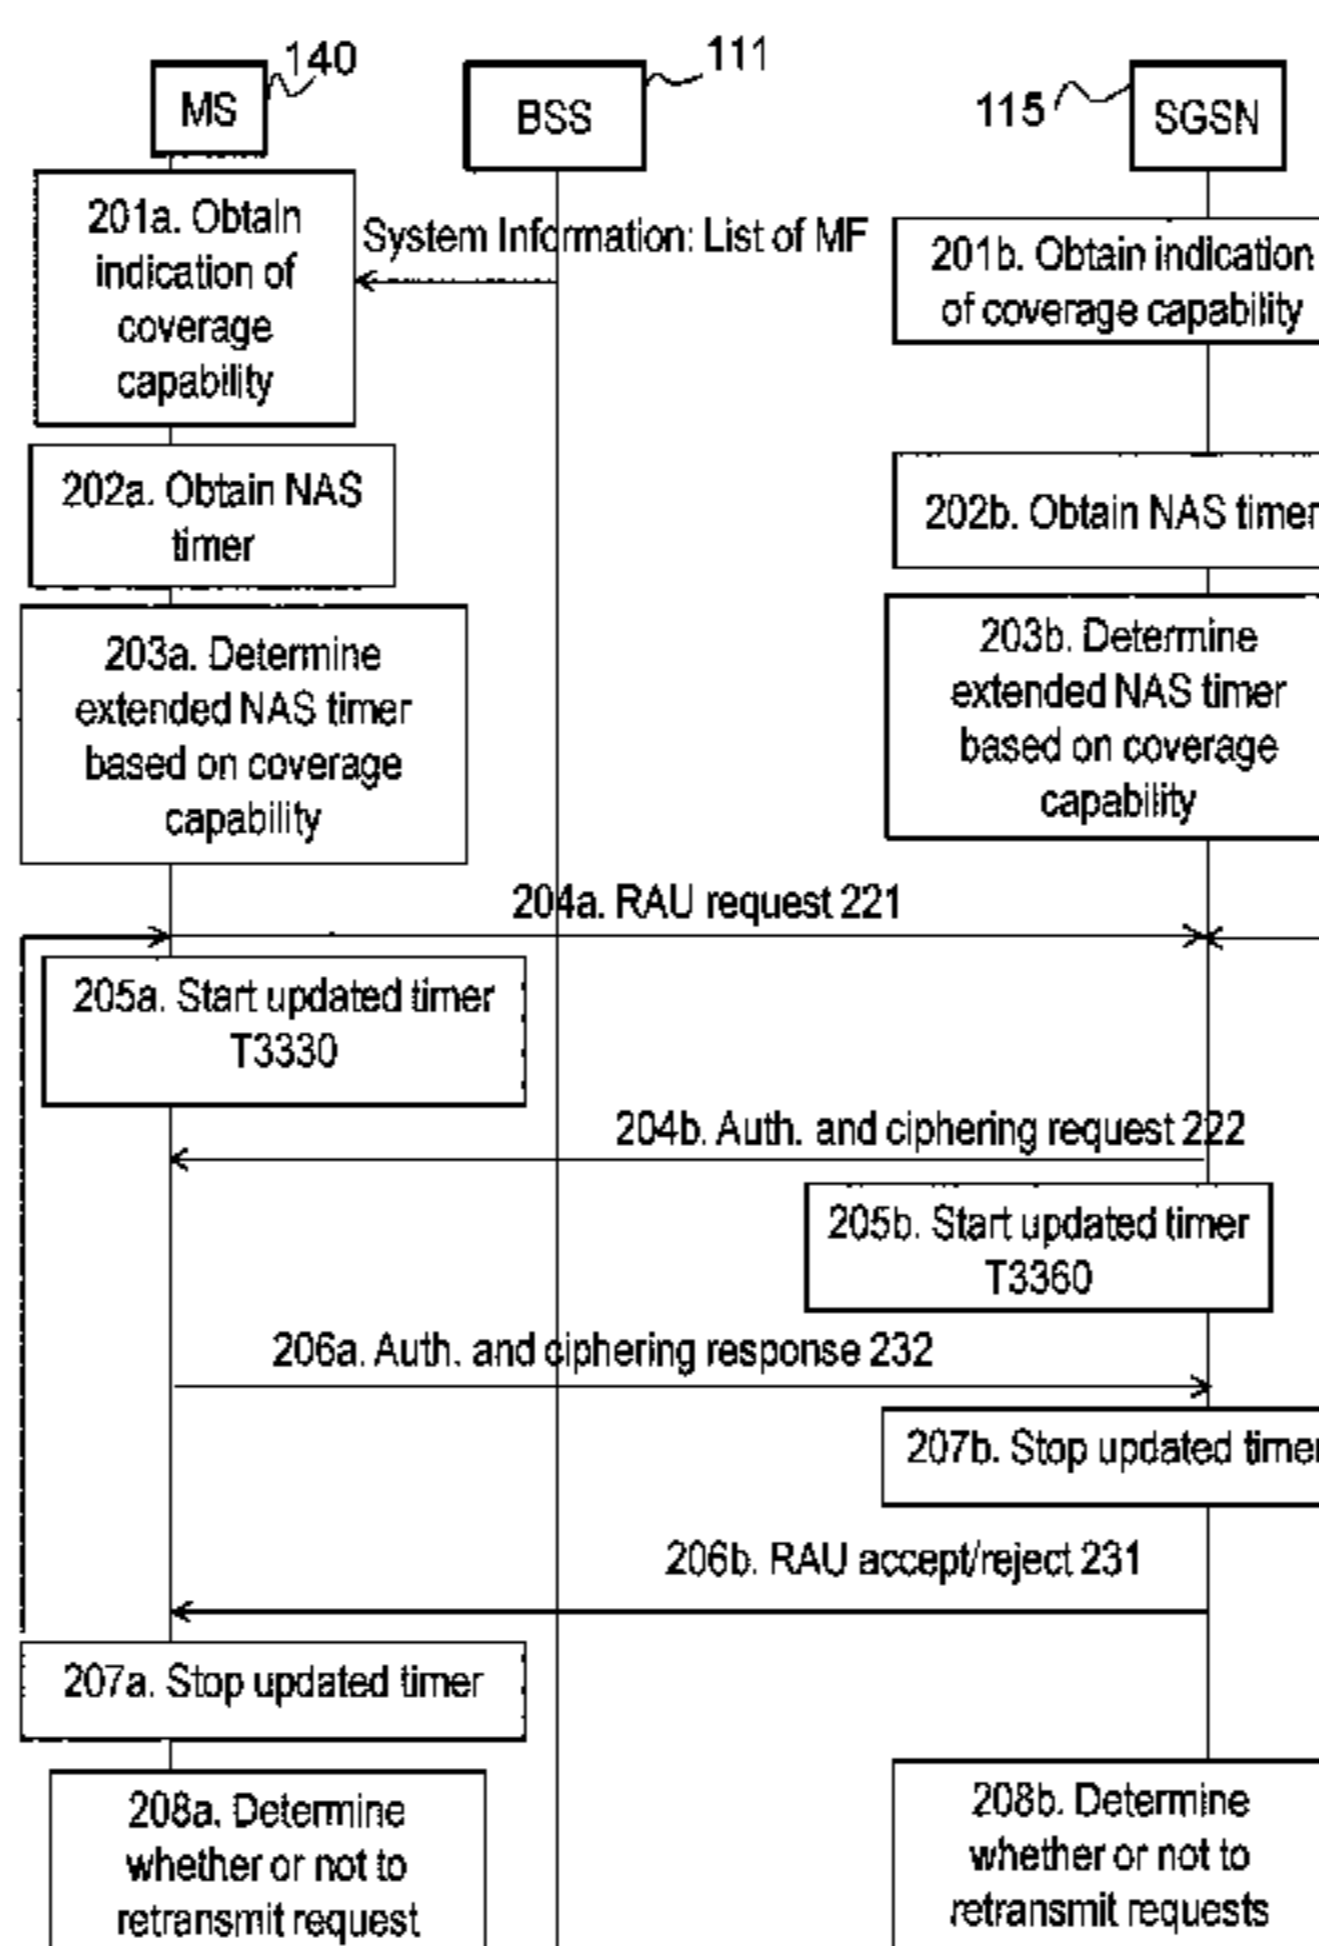 140
111
MS
BSS
115
SGSN
201a. Obtain
indication of
coverage
capability
System Information: List of MF
201b. Obtain indication
of coverage capability
202a. Obtain NAS
timer
202b. Obtain NAS timer
203a. Determine
extended NAS timer
based on coverage
capability
203b. Determine
extended NAS timer
based on coverage
capability
204a. RAU request 221
205a. Start updated timer
T3330
204b. Auth. and ciphering request 222
205b. Start updated timer
T3360
206a. Auth. and ciphering response 232
207b. Stop updated timer
206b. RAU accept/reject 231
207a. Stop updated timer
208a. Determine
whether or not to
retransmit request
208b. Determine
whether or not to
retransmit requests